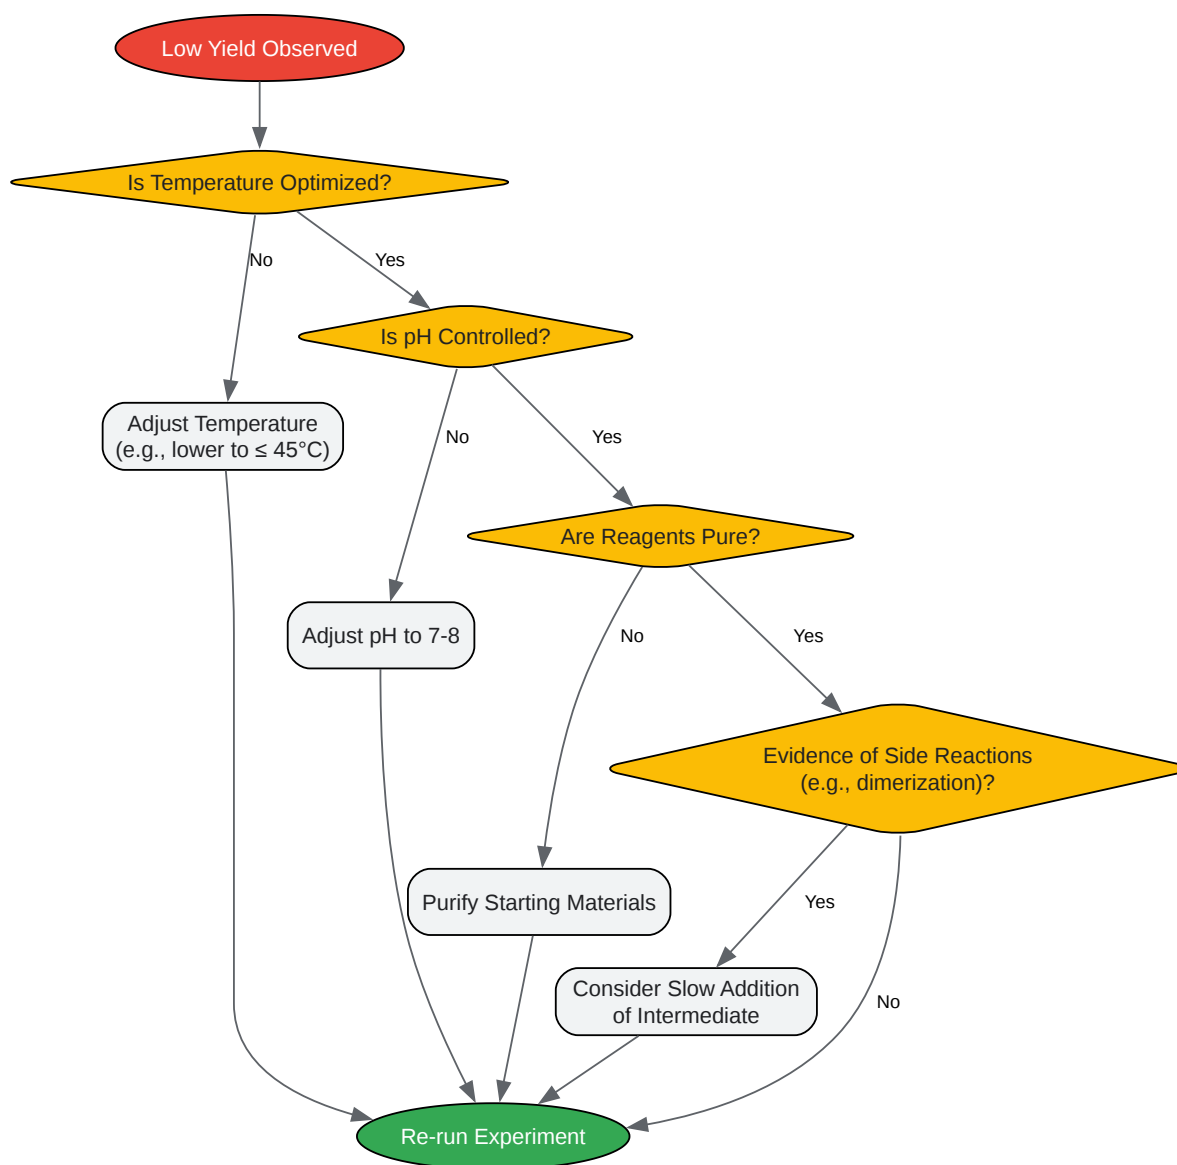 Low Yield Observed
Is Temperature Optimized?
No
Yes
Is pH Controlled?
Adjust Temperature
(e.g., lower to ≤ 45°C)
No
Yes
Are Reagents Pure?
Adjust pH to 7-8
No
Yes
Evidence of Side Reactions
(e.g., dimerization)?
Purify Starting Materials
Yes
Consider Slow Addition
of Intermediate
No
Re-run Experiment